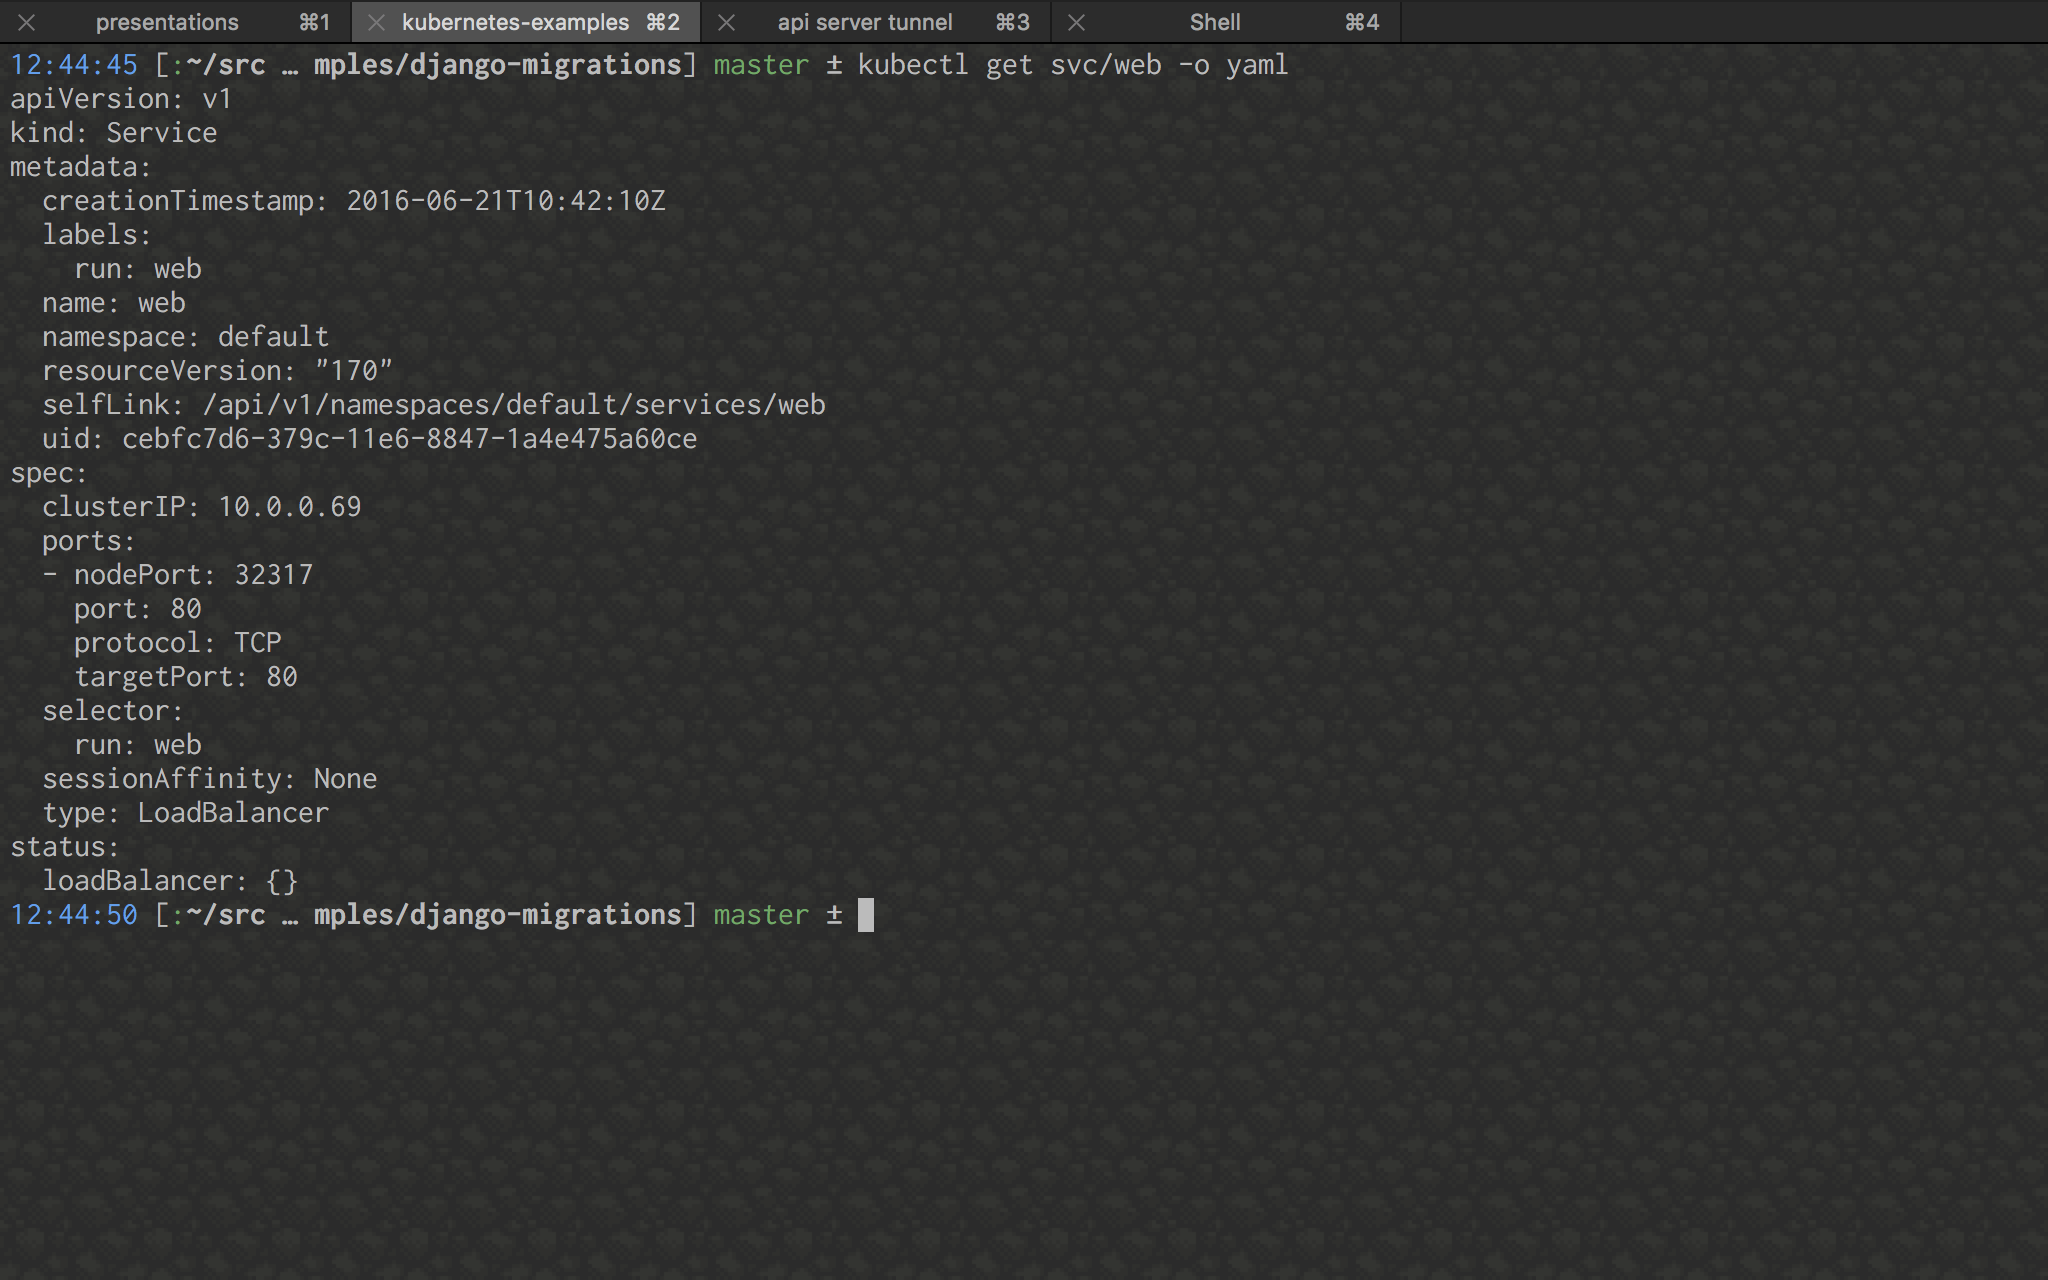 presentations ⌘1 kubernetes-examples ⌘2 api server tunnel ⌘3 Shell ⌘4
12:44:45 [:~/src … mples/django-migrations] master ± kubectl get svc/web -o yaml
apiVersion: v1
kind: Service
metadata:
  creationTimestamp: 2016-06-21T10:42:10Z
  labels:
    run: web
  name: web
  namespace: default
  resourceVersion: "170"
  selfLink: /api/v1/namespaces/default/services/web
  uid: cebfc7d6-379c-11e6-8847-1a4e475a60ce
spec:
  clusterIP: 10.0.0.69
  ports:
  - nodePort: 32317
    port: 80
    protocol: TCP
    targetPort: 80
  selector:
    run: web
  sessionAffinity: None
  type: LoadBalancer
status:
  loadBalancer: {}
12:44:50 [:~/src … mples/django-migrations] master ±